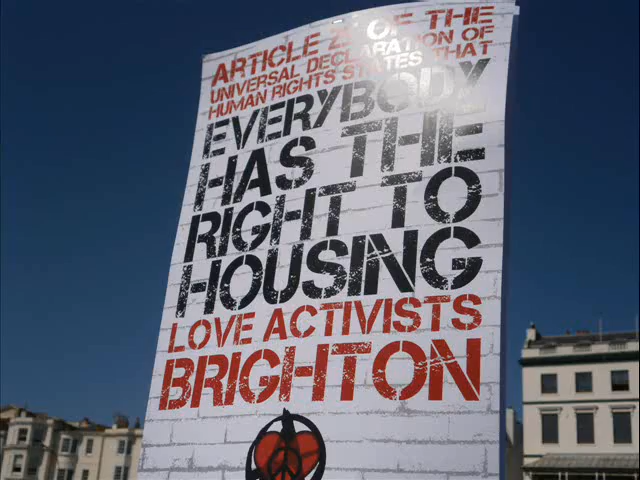 ARTICLE 25 OF THE
UNIVERSAL DECLARATION OF
HUMAN RIGHTS STATES THAT
EVERYBODY
HAS THE
RIGHT TO
HOUSING
LOVE ACTIVISTS
BRIGHTON